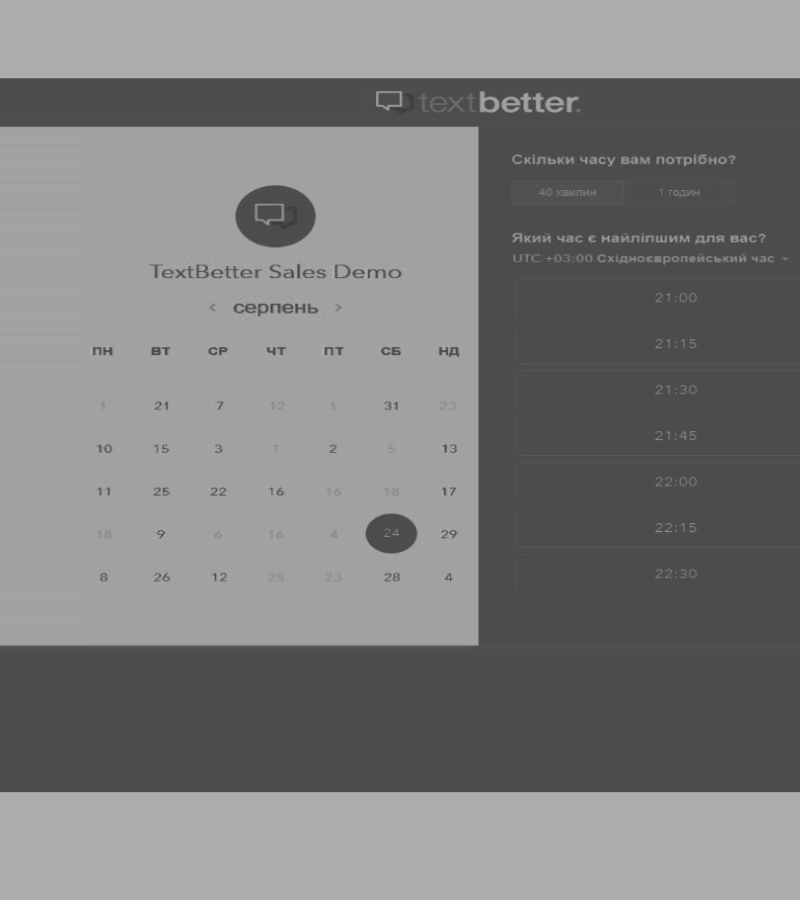 textbetter.
TextBetter Sales Demo
‹ серпень ›
ПН ВТ СР ЧТ ПТ СБ НД
1 21 7 12 1 31 23
10 15 3 1 2 5 13
11 25 22 16 16 18 17
18 9 6 16 4 24 29
8 26 12 25 23 28 4
Скільки часу вам потрібно?
40 хвилин 1 годин
Який час є найліпшим для вас?
UTC +03:00 Східноєвропейський час
21:00
21:15
21:30
21:45
22:00
22:15
22:30